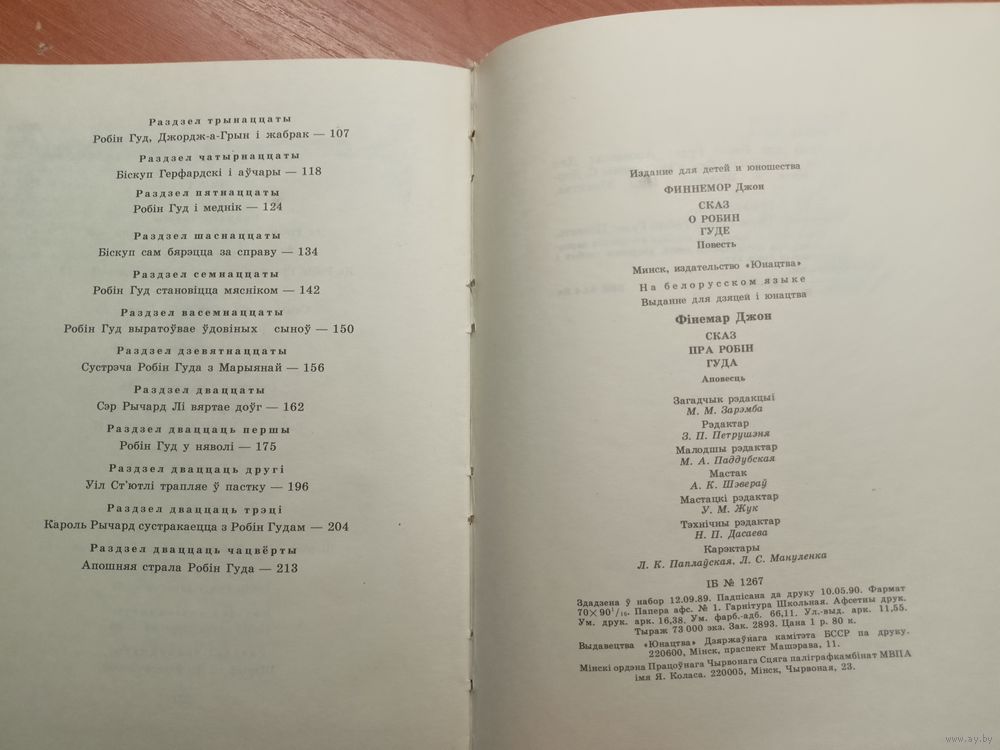 Раздзел трынаццаты
Робін Гуд, Джордж-а-Грын і жабрак — 107
Раздзел чатырнаццаты
Біскуп Герфардскі і аўчары — 118
Раздзел пятнаццаты
Робін Гуд і меднік — 124
Раздзел шаснаццаты
Біскуп сам бярэцца за справу — 134
Раздзел семнаццаты
Робін Гуд становіцца мясніком — 142
Раздзел васемнаццаты
Робін Гуд выратоўвае ўдовіных сыноў — 150
Раздзел дзевятнаццаты
Сустрэча Робін Гуда з Марыянай — 156
Раздзел дваццаты
Сэр Рычард Лі вяртае доўг — 162
Раздзел дваццаць першы
Робін Гуд у няволі — 175
Раздзел дваццаць другі
Уіл Ст'ютлі трапляе ў пастку — 196
Раздзел дваццаць трэці
Кароль Рычард сустракаецца з Робін Гудам — 204
Раздзел дваццаць чацвёрты
Апошняя страла Робін Гуда — 213
Издание для детей и юношества
ФИННЕМОР Джон
СКАЗ
О РОБИН
ГУДЕ
Повесть
Минск, издательство «Юнацтва»
На белорусском языке
Выданне для дзяцей і юнацтва
Фінемар Джон
СКАЗ
ПРА РОБІН
ГУДА
Аповесць
Загадчык рэдакцыі
М. М. Зарэмба
Рэдактар
З. П. Петрушэня
Малодшы рэдактар
М. А. Паддубская
Мастак
А. К. Шэвераў
Мастацкі рэдактар
У. М. Жук
Тэхнічны рэдактар
Н. П. Дасаева
Карэктары
Л. К. Паплаўская, Л. С. Мануленка
ІБ № 1267
Здадзена ў набор 12.09.89. Падпісана да друку 10.05.90. Фармат
70×90¹/₁₆. Папера афс. № 1. Гарнітура Школьная. Афсетны друк.
Ум. друк. арк. 16,38. Ум. фарб.-адб. 66,11. Ул.-выд. арк. 11,55.
Тыраж 73 000 экз. Зак. 2893. Цана 1 р. 80 к.
Выдавецтва «Юнацтва» Дзяржаўнага камітэта БССР па друку.
220600, Мінск, праспект Машэрава, 11.
Мінскі ордэна Працоўнага Чырвонага Сцяга паліграфкамбінат МВПА
імя Я. Коласа. 220005, Мінск, Чырвоная, 23.
www.ay.by